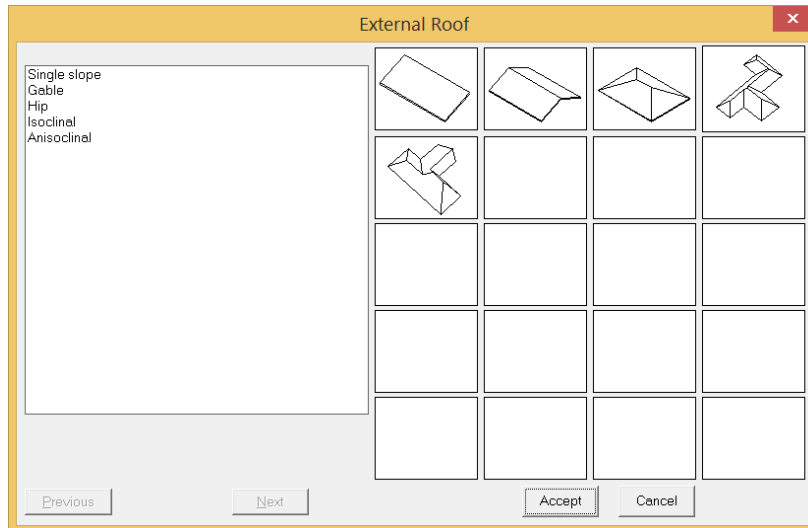 External Roof
Single slope
Gable
Hip
Isoclinal
Anisoclinal
Previous
Next
Accept
Cancel